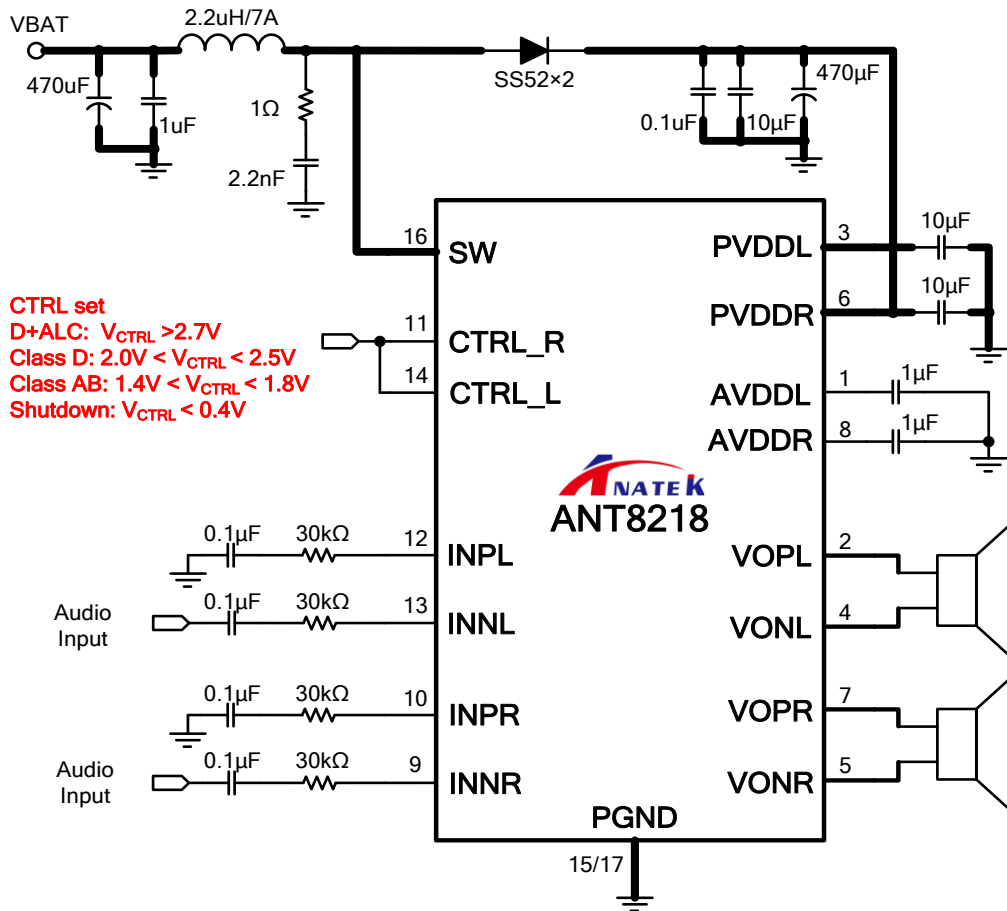 VBAT
2.2uH/7A
470uF
1uF
1Ω
2.2nF
SS52×2
0.1uF
10µF
470µF
16
SW
PVDDL
3
10µF
PVDDR
6
10µF
CTRL set
D+ALC: VCTRL >2.7V
Class D: 2.0V < VCTRL < 2.5V
Class AB: 1.4V < VCTRL < 1.8V
Shutdown: VCTRL < 0.4V
11
CTRL_R
14
CTRL_L
AVDDL
1
1µF
AVDDR
8
1µF
ANATEK
ANT8218
0.1µF
30kΩ
12
INPL
VOPL
2
Audio
Input
0.1µF
30kΩ
13
INNL
VONL
4
0.1µF
30kΩ
10
INPR
VOPR
7
Audio
Input
0.1µF
30kΩ
9
INNR
VONR
5
PGND
15/17